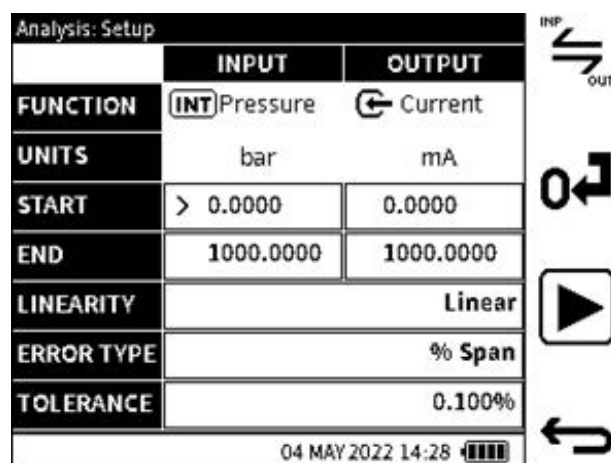 Analysis: Setup
INPUT OUTPUT
FUNCTION INT Pressure Current
UNITS bar mA
START > 0.0000 0.0000
END 1000.0000 1000.0000
LINEARITY Linear
ERROR TYPE % Span
TOLERANCE 0.100%
04 MAY 2022 14:28
INP
OUT
0